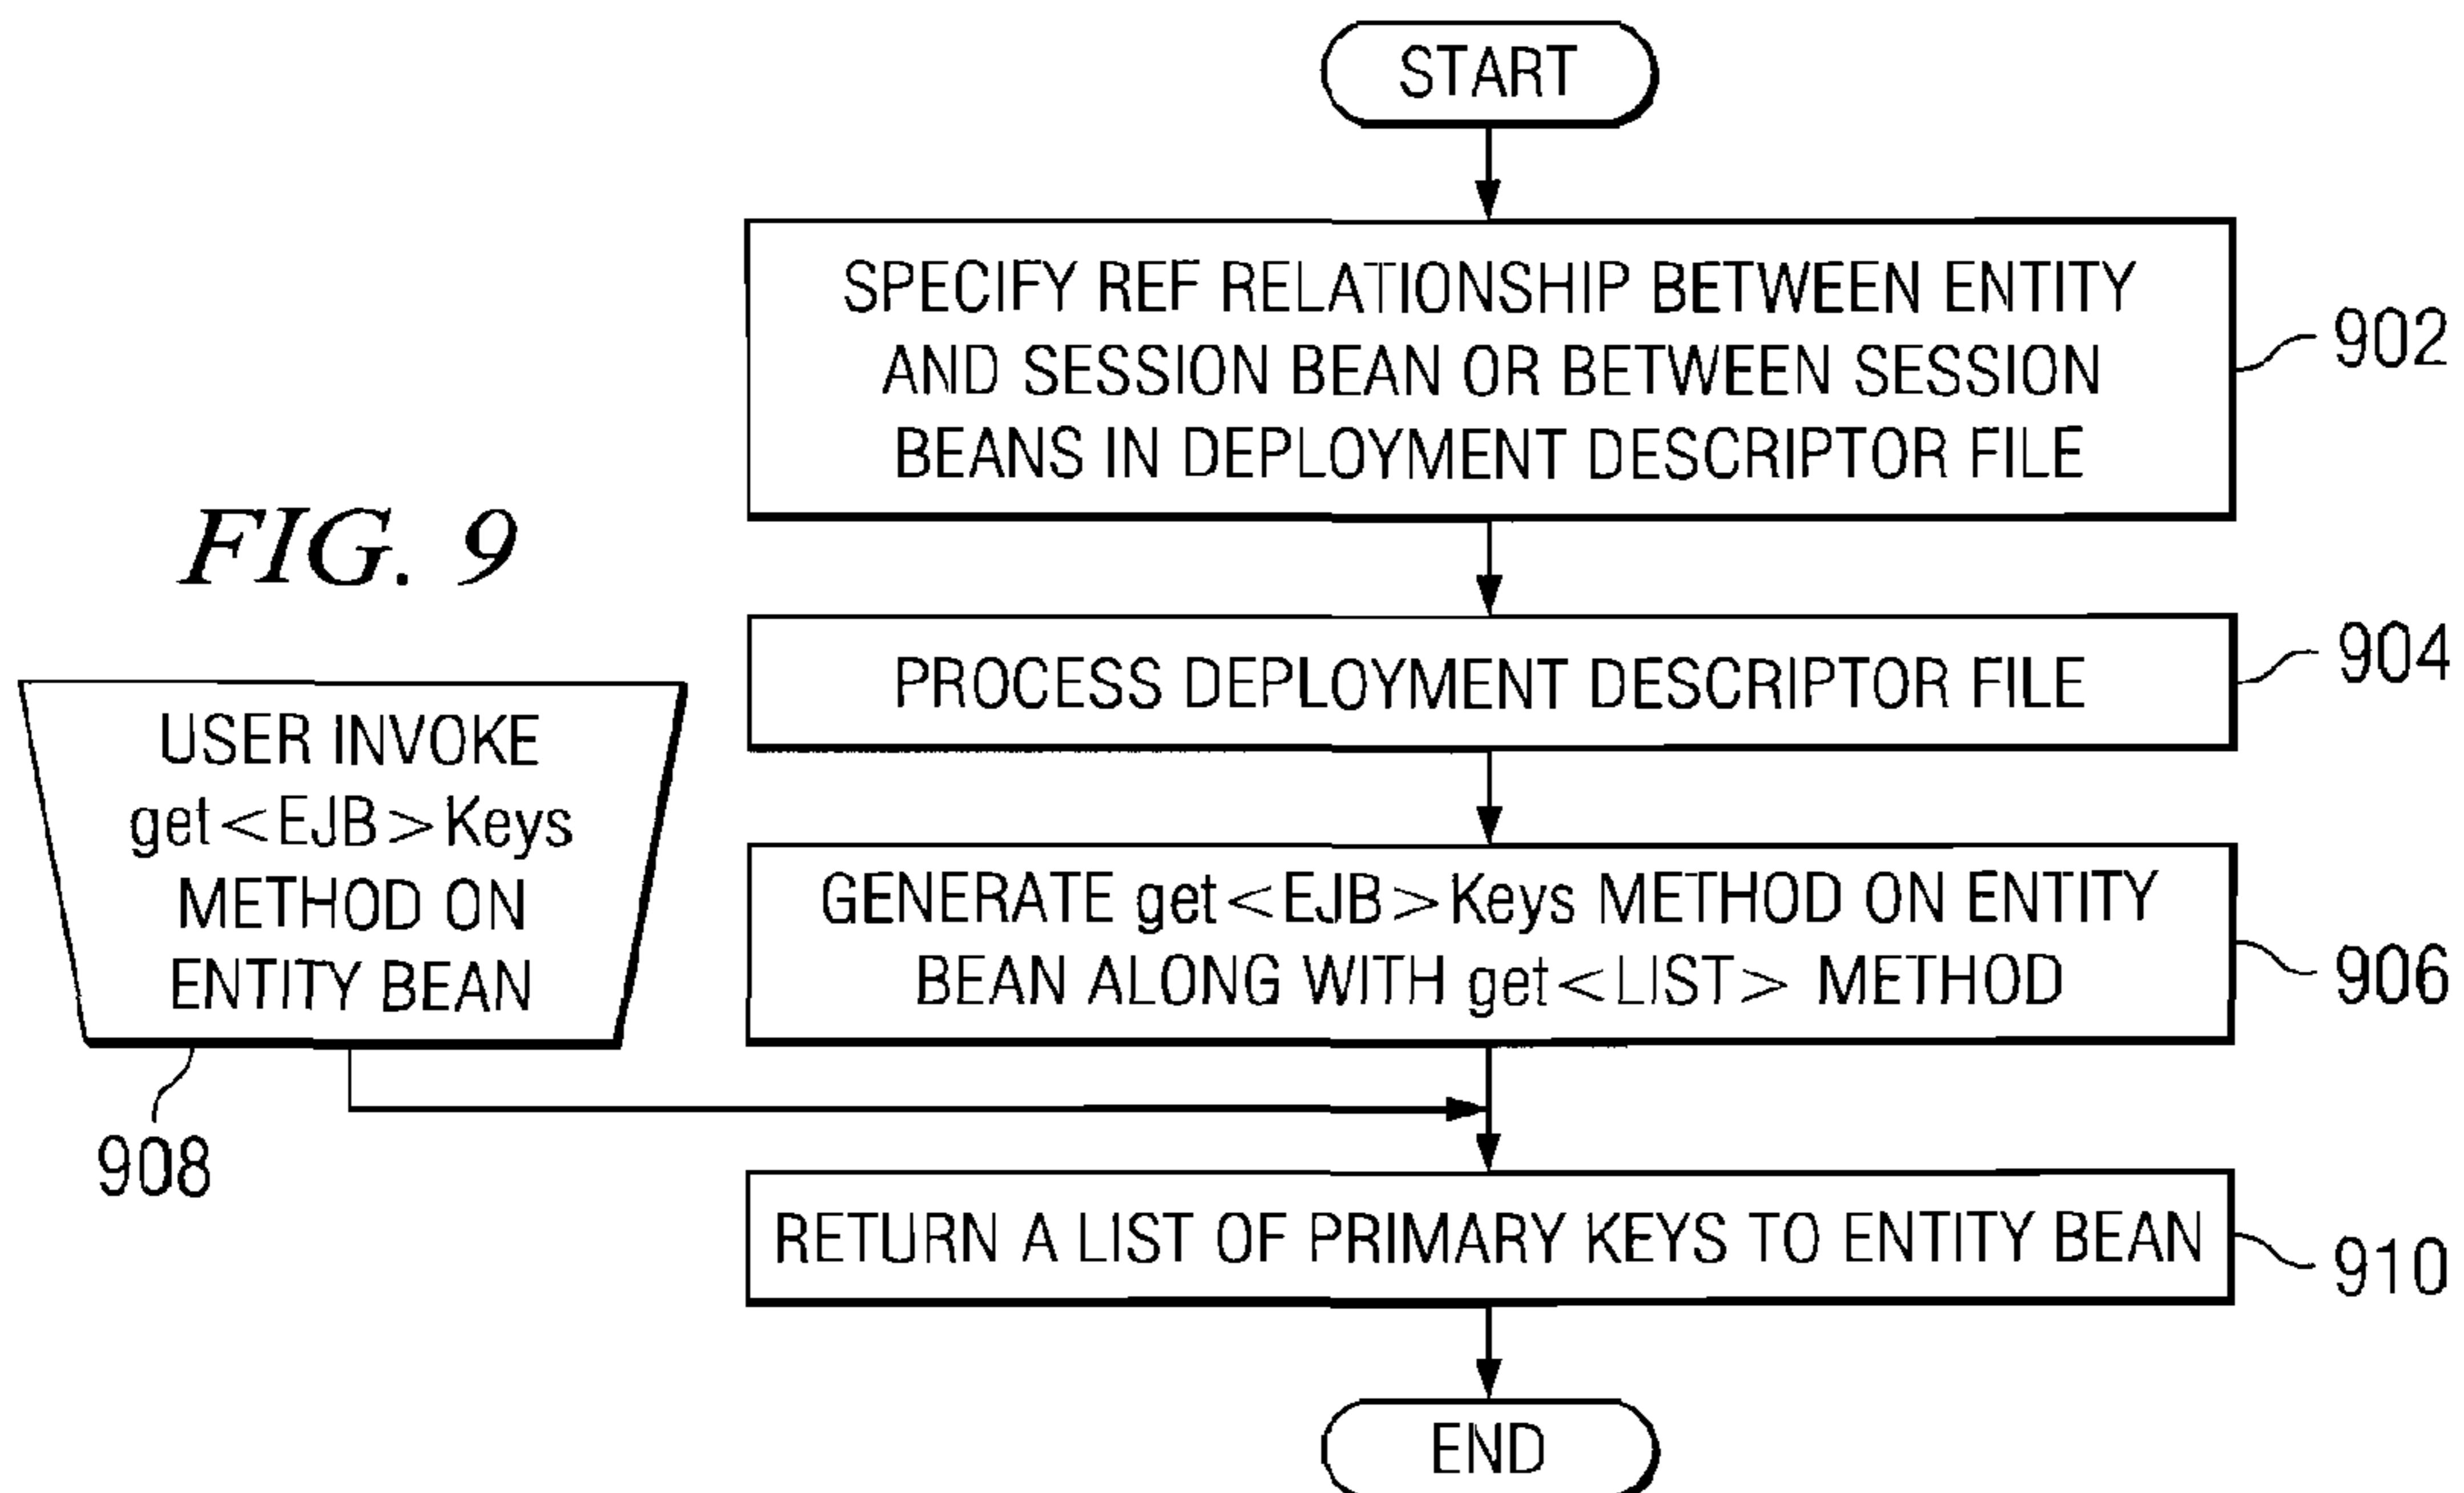 START
SPECIFY REF RELATIONSHIP BETWEEN ENTITY
AND SESSION BEAN OR BETWEEN SESSION
BEANS IN DEPLOYMENT DESCRIPTOR FILE
902
FIG. 9
PROCESS DEPLOYMENT DESCRIPTOR FILE
904
USER INVOKE
get<EJB>Keys
METHOD ON
ENTITY BEAN
908
GENERATE get<EJB>Keys METHOD ON ENTITY
BEAN ALONG WITH get<LIST> METHOD
906
RETURN A LIST OF PRIMARY KEYS TO ENTITY BEAN
910
END